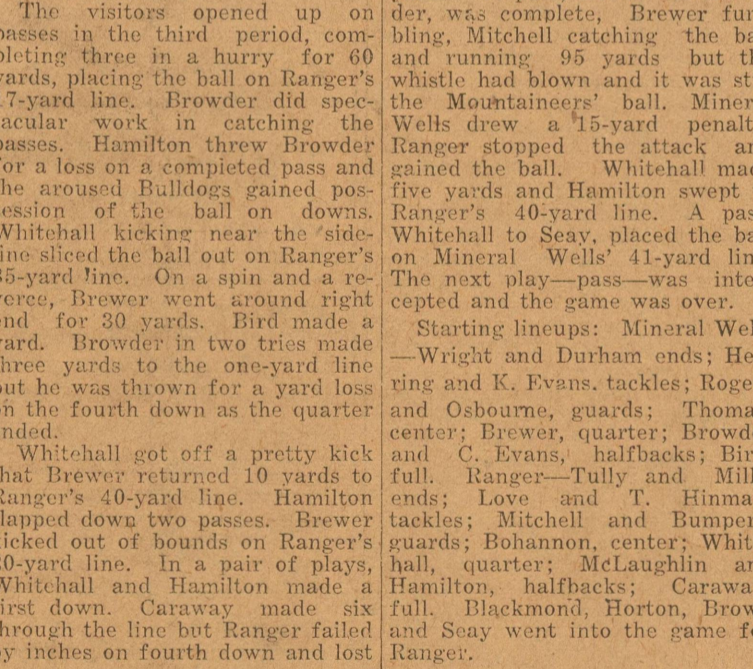 The visitors opened up on
passes in the third period, com-
pleting three in a hurry for 60
yards, placing the ball on Ranger's
17-yard line. Browder did spec-
tacular work in catching the
passes. Hamilton threw Browder
for a loss on a completed pass and
the aroused Bulldogs gained pos-
session of the ball on downs.
Whitehall kicking near the side-
line sliced the ball out on Ranger's
35-yard line. On a spin and a re-
verce, Brewer went around right
end for 30 yards. Bird made a
yard. Browder in two tries made
three yards to the one-yard line
but he was thrown for a yard loss
on the fourth down as the quarter
ended.
Whitehall got off a pretty kick
that Brewer returned 10 yards to
Ranger's 40-yard line. Hamilton
slapped down two passes. Brewer
kicked out of bounds on Ranger's
20-yard line. In a pair of plays,
Whitehall and Hamilton made a
first down. Caraway made six
through the line but Ranger failed
by inches on fourth down and lost
der, was complete, Brewer fum
bling, Mitchell catching the ba
and running 95 yards but th
whistle had blown and it was st
the Mountaineers' ball. Miner
Wells drew a 15-yard penalt
Ranger stopped the attack an
gained the ball. Whitehall mad
five yards and Hamilton swept
Ranger's 40-yard line. A pas
Whitehall to Seay, placed the ba
on Mineral Wells' 41-yard lin
The next play—pass—was inte
cepted and the game was over.
Starting lineups: Mineral Wel
—Wright and Durham ends; He
ring and K. Evans. tackles; Roge
and Osbourne, guards; Thoma
center; Brewer, quarter; Browde
and C. Evans, halfbacks; Bir
full. Ranger—Tully and Mill
ends; Love and T. Hinma
tackles; Mitchell and Bumper
guards; Bohannon, center; Whit
hall, quarter; McLaughlin an
Hamilton, halfbacks; Carawa
full. Blackmond, Horton, Brow
and Seay went into the game fo
Ranger.